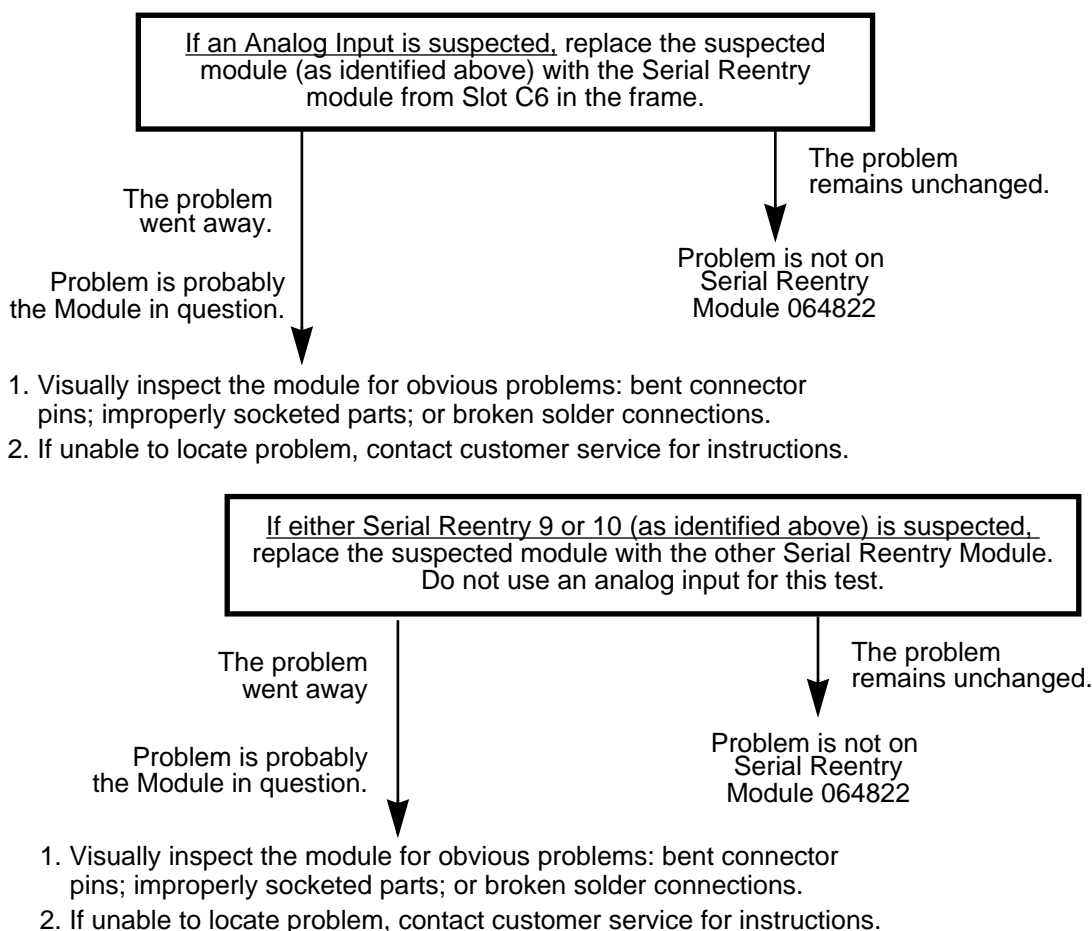 If an Analog Input is suspected, replace the suspected
module (as identified above) with the Serial Reentry
module from Slot C6 in the frame.
The problem
went away.
The problem
remains unchanged.
Problem is probably
the Module in question.
Problem is not on
Serial Reentry
Module 064822
1. Visually inspect the module for obvious problems: bent connector
pins; improperly socketed parts; or broken solder connections.
2. If unable to locate problem, contact customer service for instructions.
If either Serial Reentry 9 or 10 (as identified above) is suspected,
replace the suspected module with the other Serial Reentry Module.
Do not use an analog input for this test.
The problem
went away
The problem
remains unchanged.
Problem is probably
the Module in question.
Problem is not on
Serial Reentry
Module 064822
1. Visually inspect the module for obvious problems: bent connector
pins; improperly socketed parts; or broken solder connections.
2. If unable to locate problem, contact customer service for instructions.